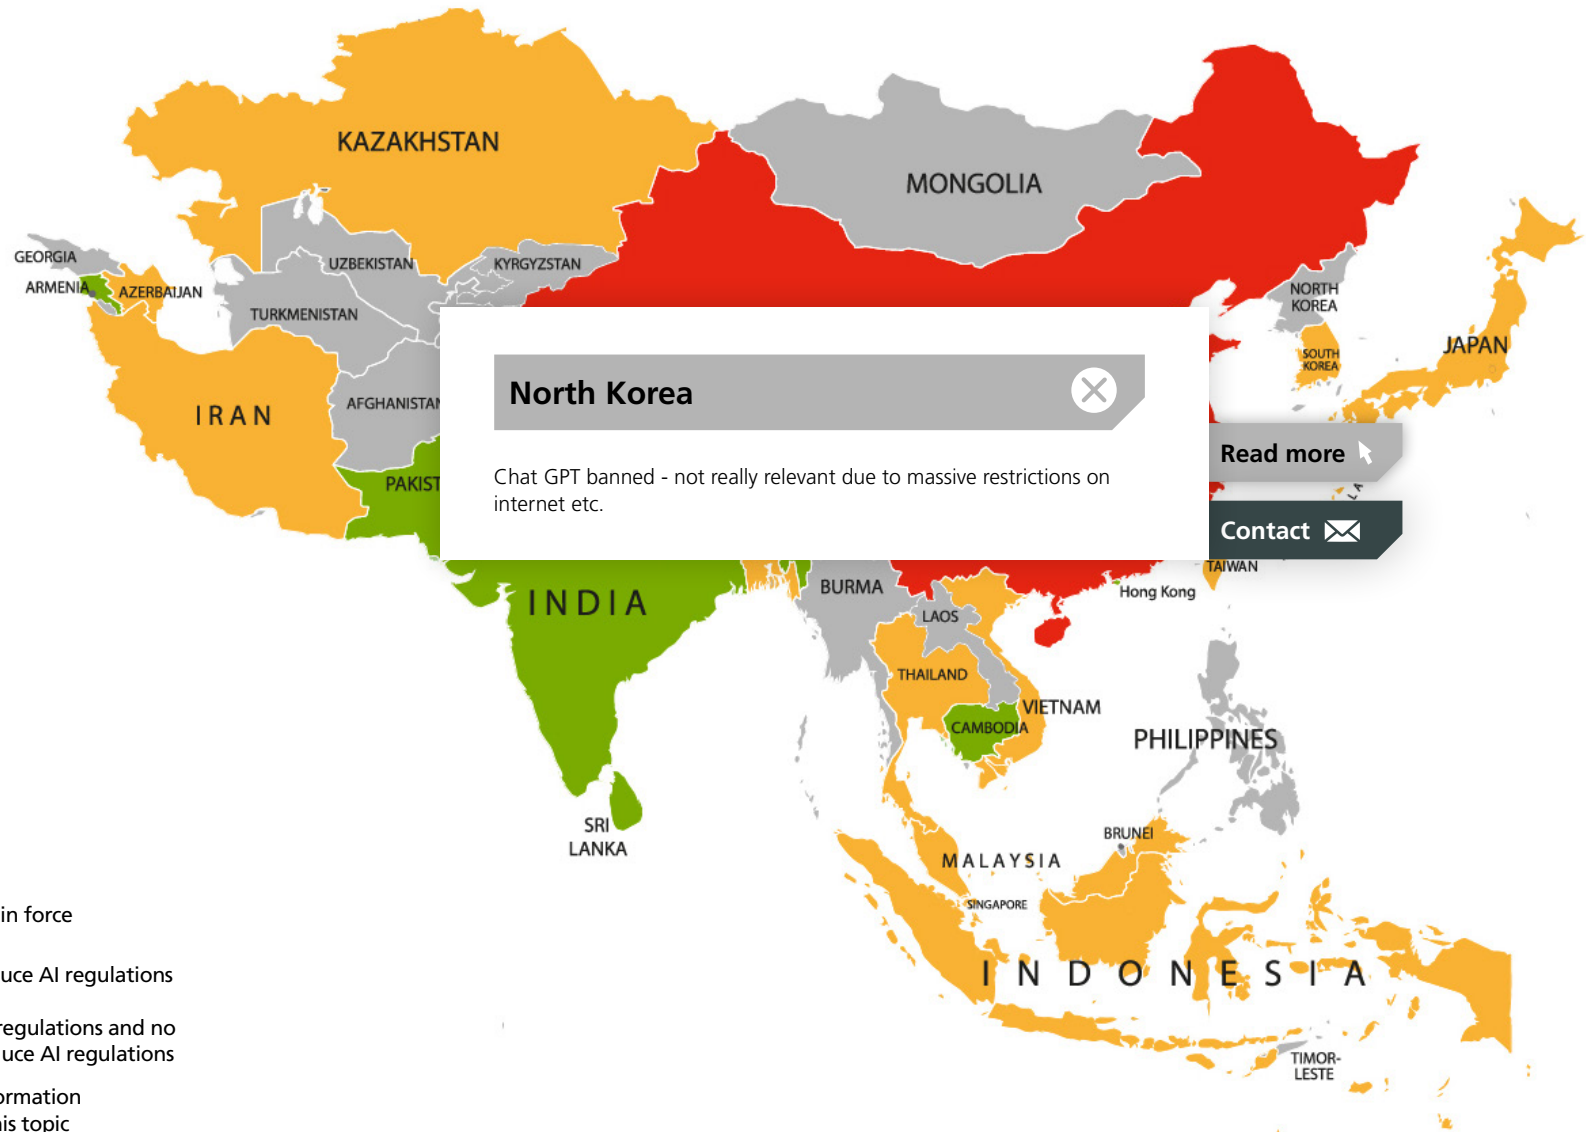 KAZAKHSTAN
MONGOLIA
GEORGIA
UZBEKISTAN
KYRGYZSTAN
ARMENIA
AZERBAIJAN
NORTH
KOREA
TURKMENISTAN
SOUTH
KOREA
JAPAN
North Korea
AFGHANISTAN
IRAN
Read more
Chat GPT banned - not really relevant due to massive restrictions on
internet etc.
PAKIST
Contact
TAIWAN
BURMA
Hong Kong
INDIA
LAOS
THAILAND
VIETNAM
CAMBODIA
PHILIPPINES
SRI
LANKA
BRUNEI
MALAYSIA
SINGAPORE
in force
uce AI regulations
INDONESIA
regulations and no
uce AI regulations
TIMOR-
LESTE
ormation
is topic